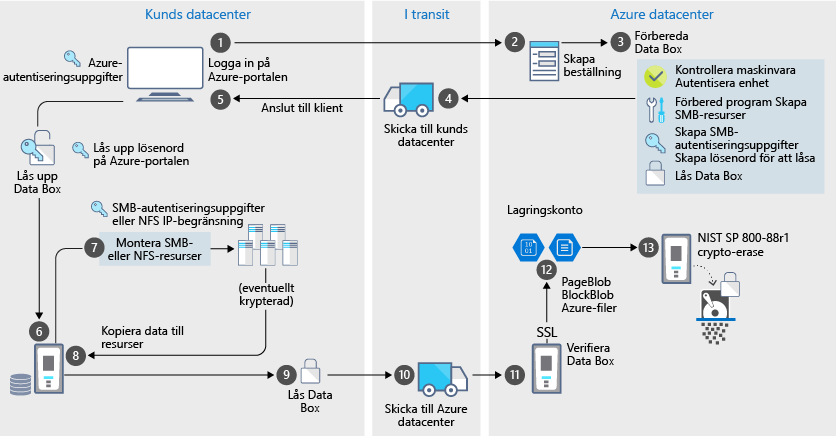 Kunds datacenter
I transit
Azure datacenter
Azure-
autentiseringsuppgifter
1
Logga in på
Azure-portalen
2
Skapa
beställning
3
Förbereda
Data Box
Kontrollera maskinvara
Autentisera enhet
Förbered program Skapa
SMB-resurser
Skapa SMB-
autentiseringsuppgifter
Skapa lösenord för att låsa
Lås Data Box
4
Skicka till kunds
datacenter
5
Anslut till klient
Lås upp lösenord
på Azure-portalen
Lås upp
Data Box
SMB-autentiseringsuppgifter
eller NFS IP-begränsning
7
Montera SMB-
eller NFS-resurser
(eventuellt
krypterad)
6
8
Kopiera data till
resurser
9
Lås Data
Box
10
Skicka till Azure
datacenter
11
Verifiera
Data Box
SSL
Lagringskonto
10
01
12
PageBlob
BlockBlob
Azure-filer
13
NIST SP 800-88r1
crypto-erase